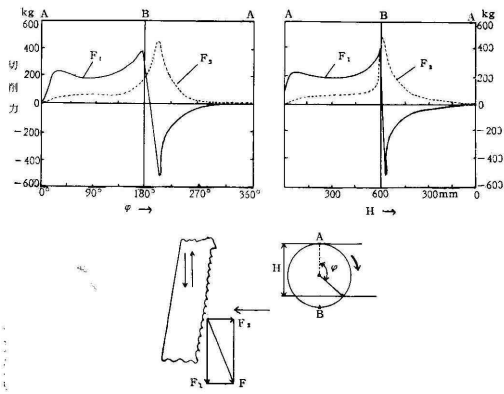 A B A
kg
600
400
200
0
-200
-400
-600
切削力
F₁
F₂
0° 90° 180° 270° 350°
φ →
A B A
kg
600
400
200
0
-200
-400
-600
F₁
F₂
300 600 300mm 0
H →
A
H
φ
B
F₂
F₁ F